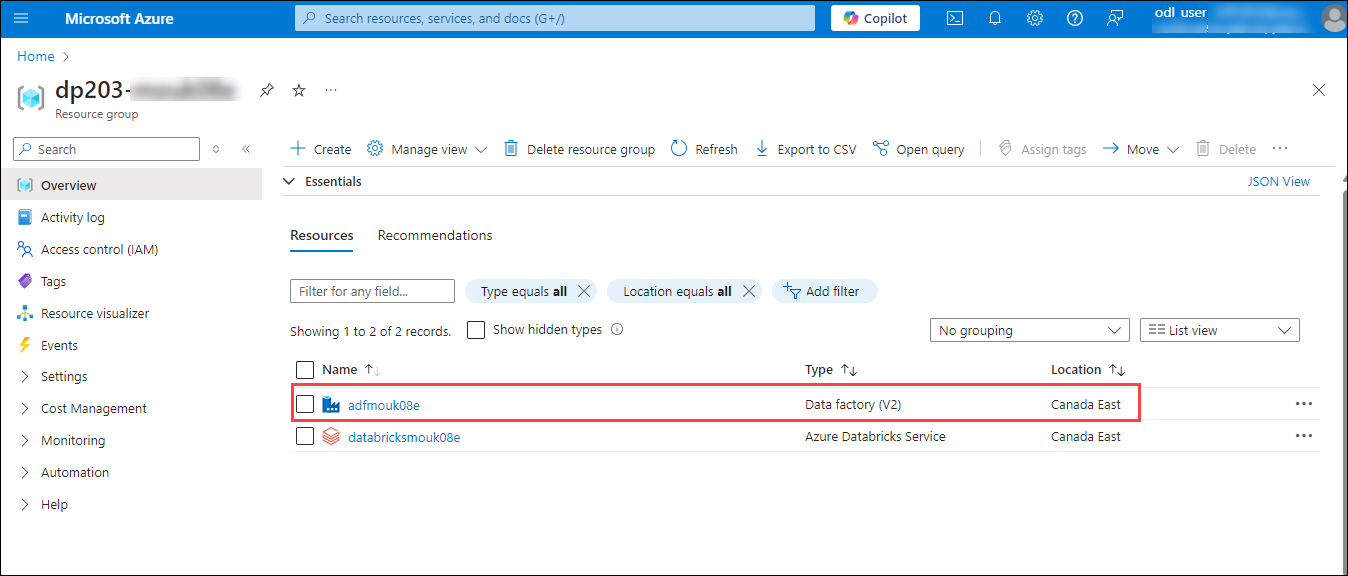 Microsoft Azure
Search resources, services, and docs (G+/)
Copilot
odl_user_
Home
dp203-
Resource group
Search
Overview
Activity log
Access control (IAM)
Tags
Resource visualizer
Events
Settings
Cost Management
Monitoring
Automation
Help
Create
Manage view
Delete resource group
Refresh
Export to CSV
Open query
Assign tags
Move
Delete
Essentials
JSON View
Resources
Recommendations
Filter for any field...
Type equals all
Location equals all
Add filter
Showing 1 to 2 of 2 records.
Show hidden types
No grouping
List view
Name Type Location
adfmouk08e Data factory (V2) Canada East
databricksmouk08e Azure Databricks Service Canada East